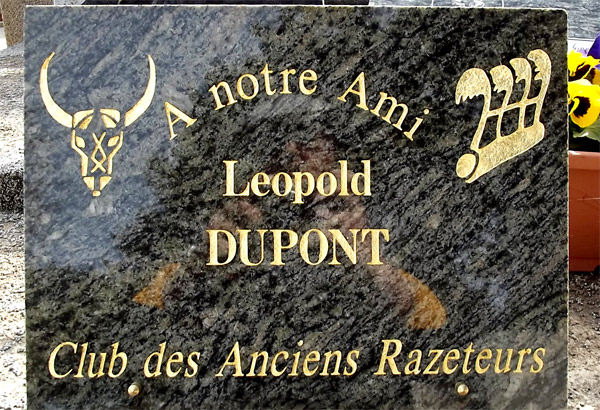 A notre Ami
Leopold
DUPONT
Club des Anciens Razeteurs